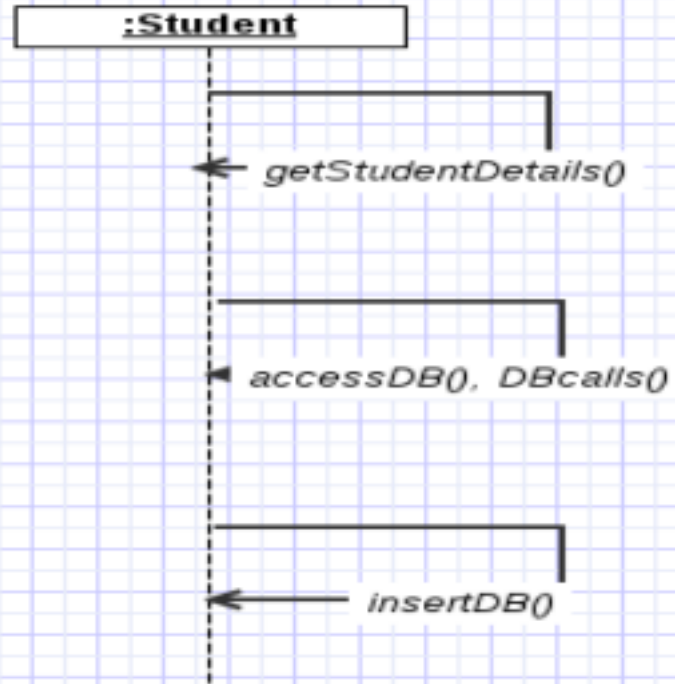 :Student
getStudentDetails()
accessDB(), DBcalls()
insertDB()